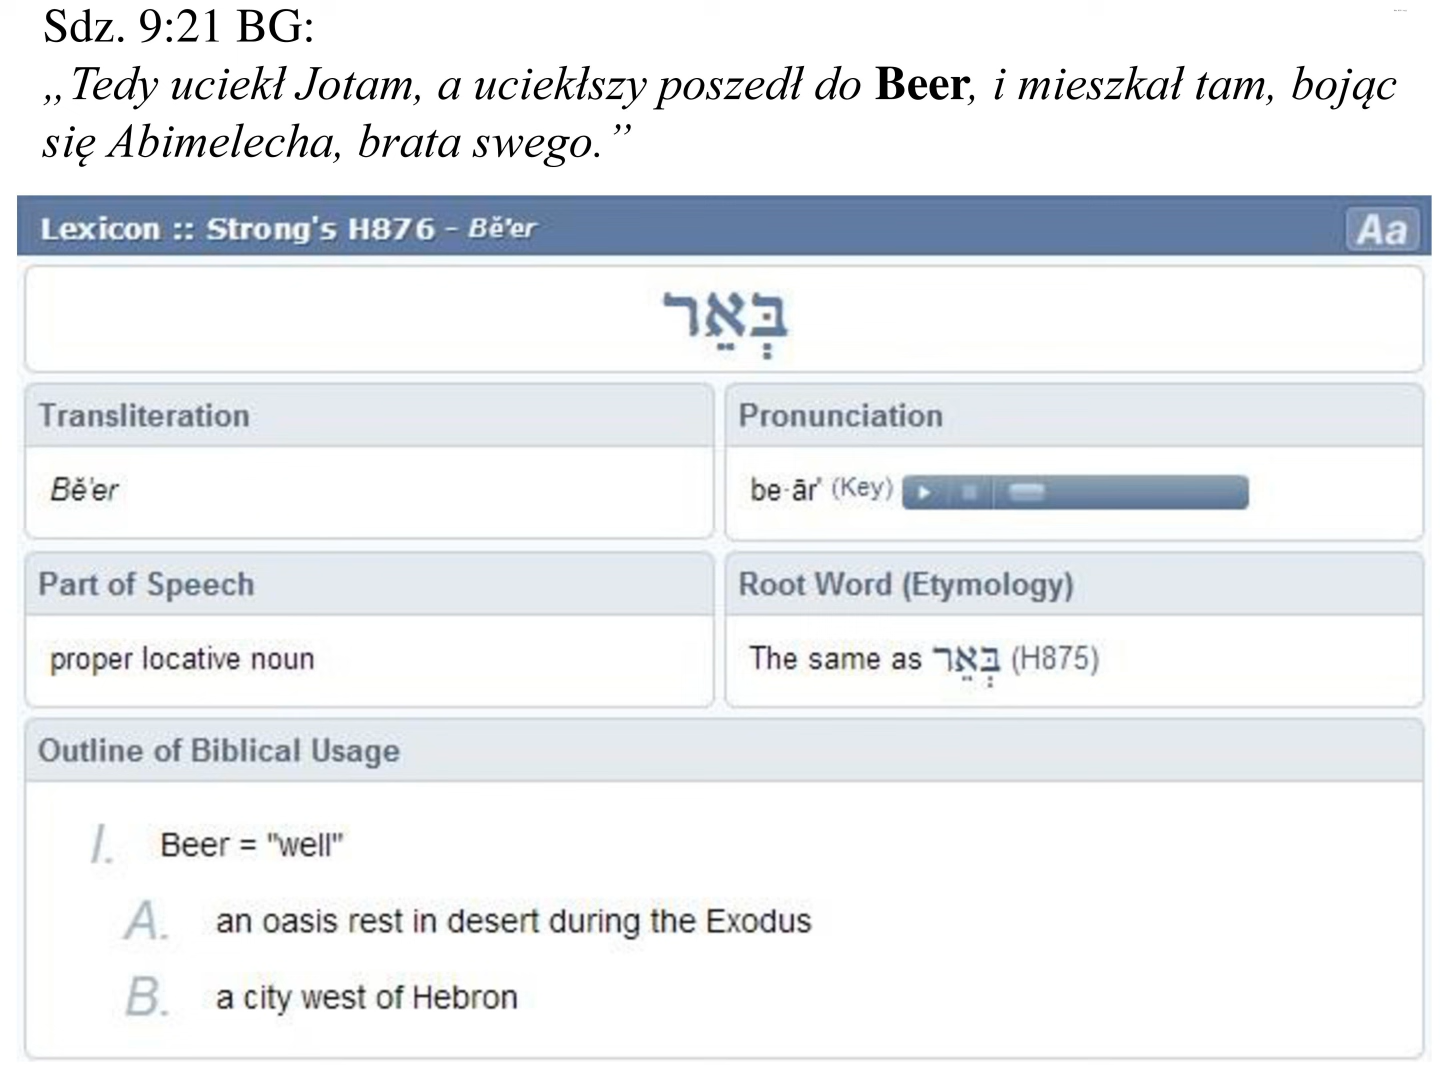 Sdz. 9:21 BG:
„Tedy uciekł Jotam, a uciekłszy poszedł do Beer, i mieszkał tam, bojąc
się Abimelecha, brata swego.”
Lexicon :: Strong's H876 - Bĕ'er
Aa
בְּאֵר
Transliteration
Pronunciation
Bĕ'er
be·ār' (Key)
Part of Speech
Root Word (Etymology)
proper locative noun
The same as בְּאֵר (H875)
Outline of Biblical Usage
I. Beer = "well"
A. an oasis rest in desert during the Exodus
B. a city west of Hebron